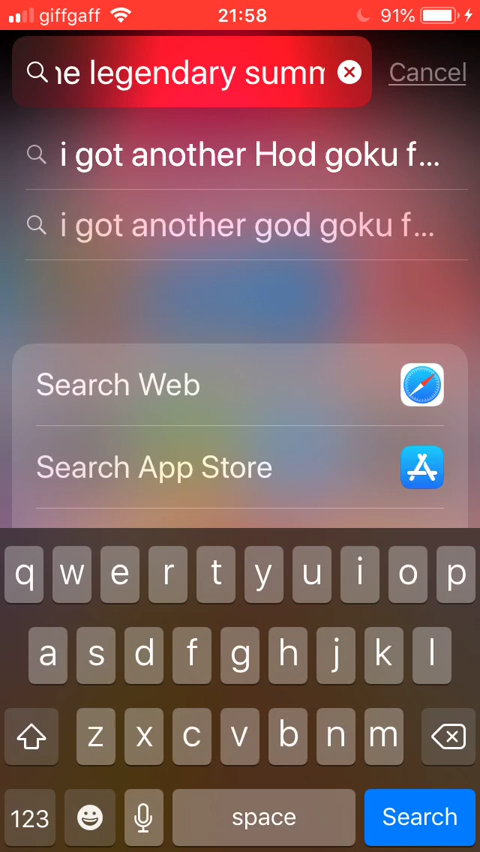 giffgaff 21:58 91%
legendary Cancel
i got another Hod goku f...
i got another god goku f...
Search Web
Search App Store
q w e r t y u i o p
a s d f g h j k l
z x c v b n m
123 space Search